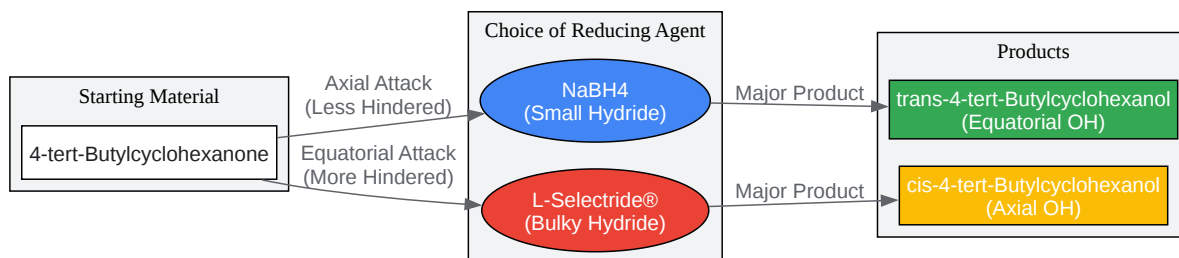 Starting Material
4-tert-Butylcyclohexanone
Axial Attack
(Less Hindered)
Equatorial Attack
(More Hindered)
Choice of Reducing Agent
NaBH4
(Small Hydride)
L-Selectride®
(Bulky Hydride)
Major Product
Major Product
Products
trans-4-tert-Butylcyclohexanol
(Equatorial OH)
cis-4-tert-Butylcyclohexanol
(Axial OH)